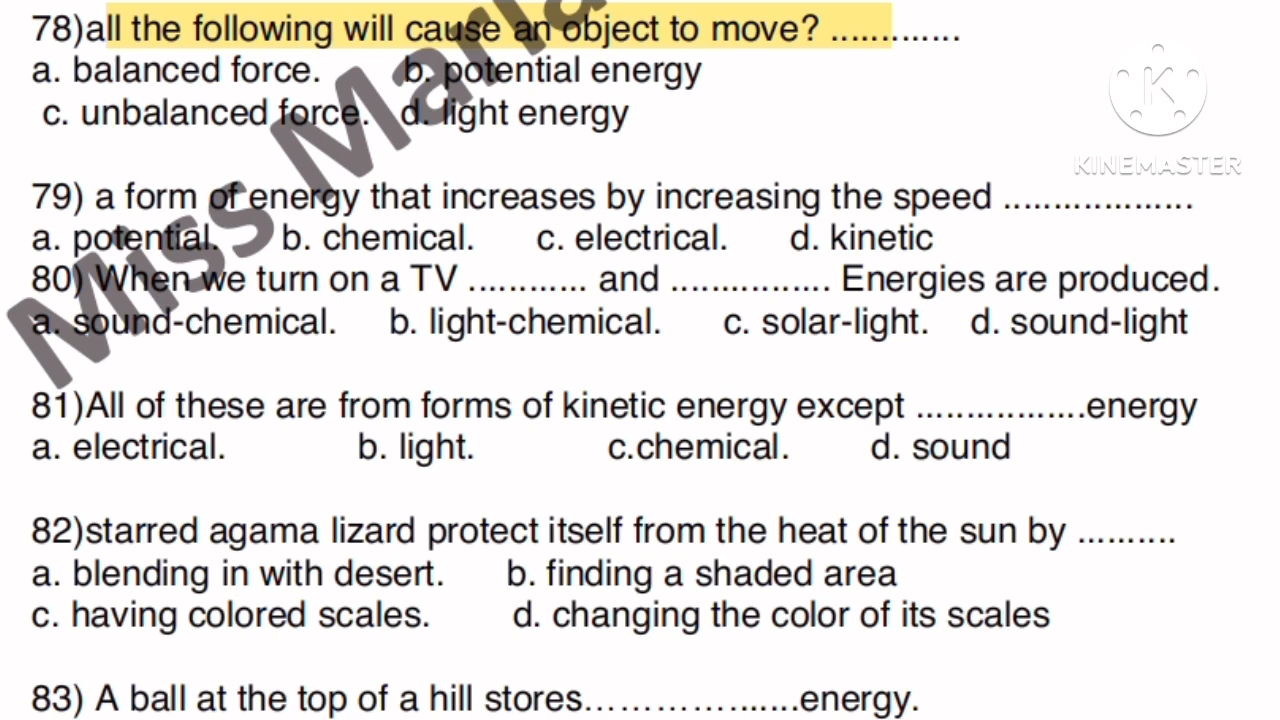 78)all the following will cause an object to move? .............
a. balanced force. b. potential energy
c. unbalanced force. d. light energy
K
KINEMASTER
79) a form of energy that increases by increasing the speed ...................
a. potential. b. chemical. c. electrical. d. kinetic
80) When we turn on a TV ............ and ................ Energies are produced.
a. sound-chemical. b. light-chemical. c. solar-light. d. sound-light
81)All of these are from forms of kinetic energy except .................energy
a. electrical. b. light. c.chemical. d. sound
82)starred agama lizard protect itself from the heat of the sun by ..........
a. blending in with desert. b. finding a shaded area
c. having colored scales. d. changing the color of its scales
83) A ball at the top of a hill stores......................energy.
Miss